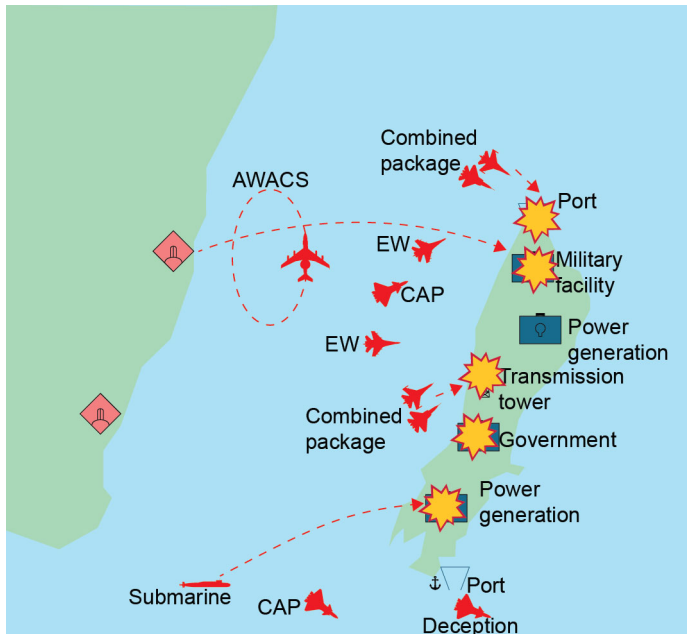 Combined
package
AWACS
Port
EW
Military
facility
CAP
EW
Power
generation
Transmission
tower
Combined
package
Government
Power
generation
Submarine
CAP
Port
Deception